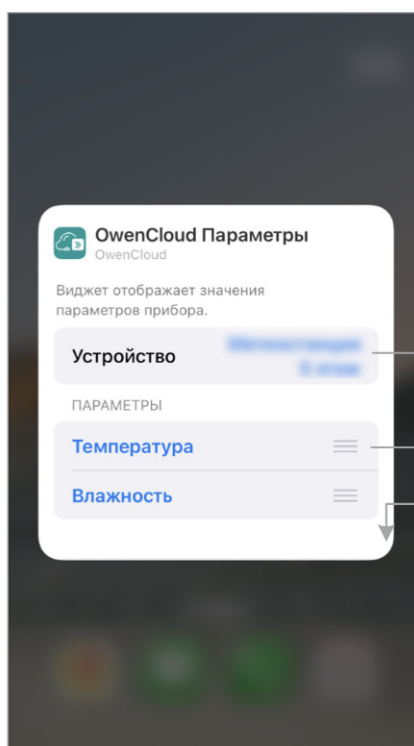 OwenCloud Параметры
OwenCloud
Виджет отображает значения
параметров прибора.
Устройство
ПАРАМЕТРЫ
Температура
Влажность